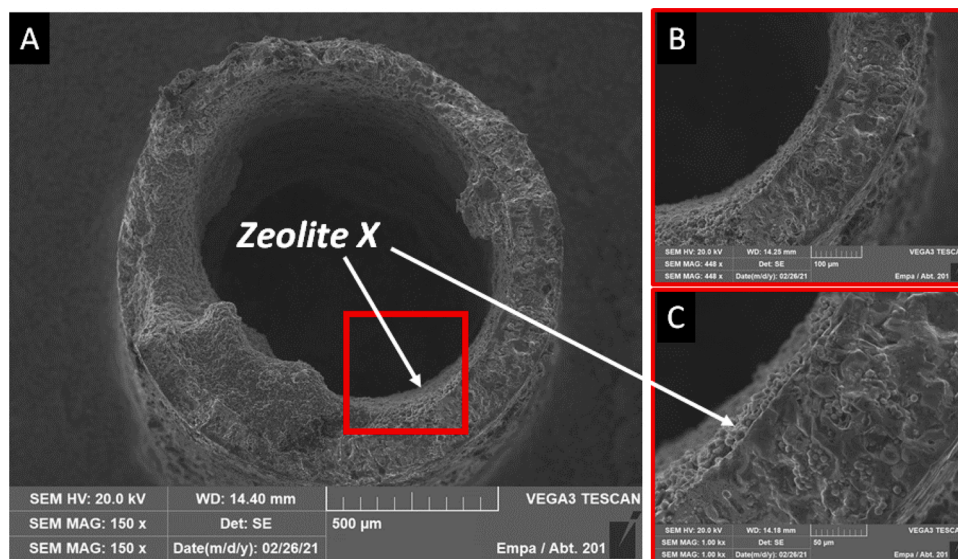 A
Zeolite X
SEM HV: 20.0 kV
WD: 14.40 mm
VEGA3 TESCAN
SEM MAG: 150 x
Det: SE
500 µm
SEM MAG: 150 x
Date(m/d/y): 02/26/21
Empa / Abt. 201
B
SEM HV: 20.0 kV
WD: 14.25 mm
VEGA3 TESCAN
SEM MAG: 448 x
Det: SE
100 µm
SEM MAG: 448 x
Date(m/d/y): 02/26/21
Empa / Abt. 201
C
SEM HV: 20.0 kV
WD: 14.18 mm
VEGA3 TESCAN
SEM MAG: 1.00 kx
Det: SE
50 µm
SEM MAG: 1.00 kx
Date(m/d/y): 02/26/21
Empa / Abt. 201